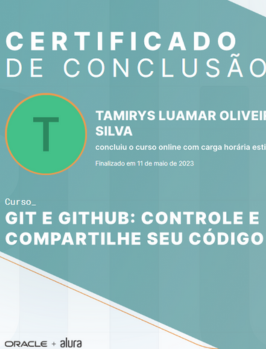 CERTIFICADO
DE CONCLUSÃO
T
TAMIRYS LUAMAR OLIVEI
SILVA
concluiu o curso online com carga horária esti
Finalizado em 11 de maio de 2023
Curso_
GIT E GITHUB: CONTROLE E
COMPARTILHE SEU CÓDIGO
ORACLE + alura